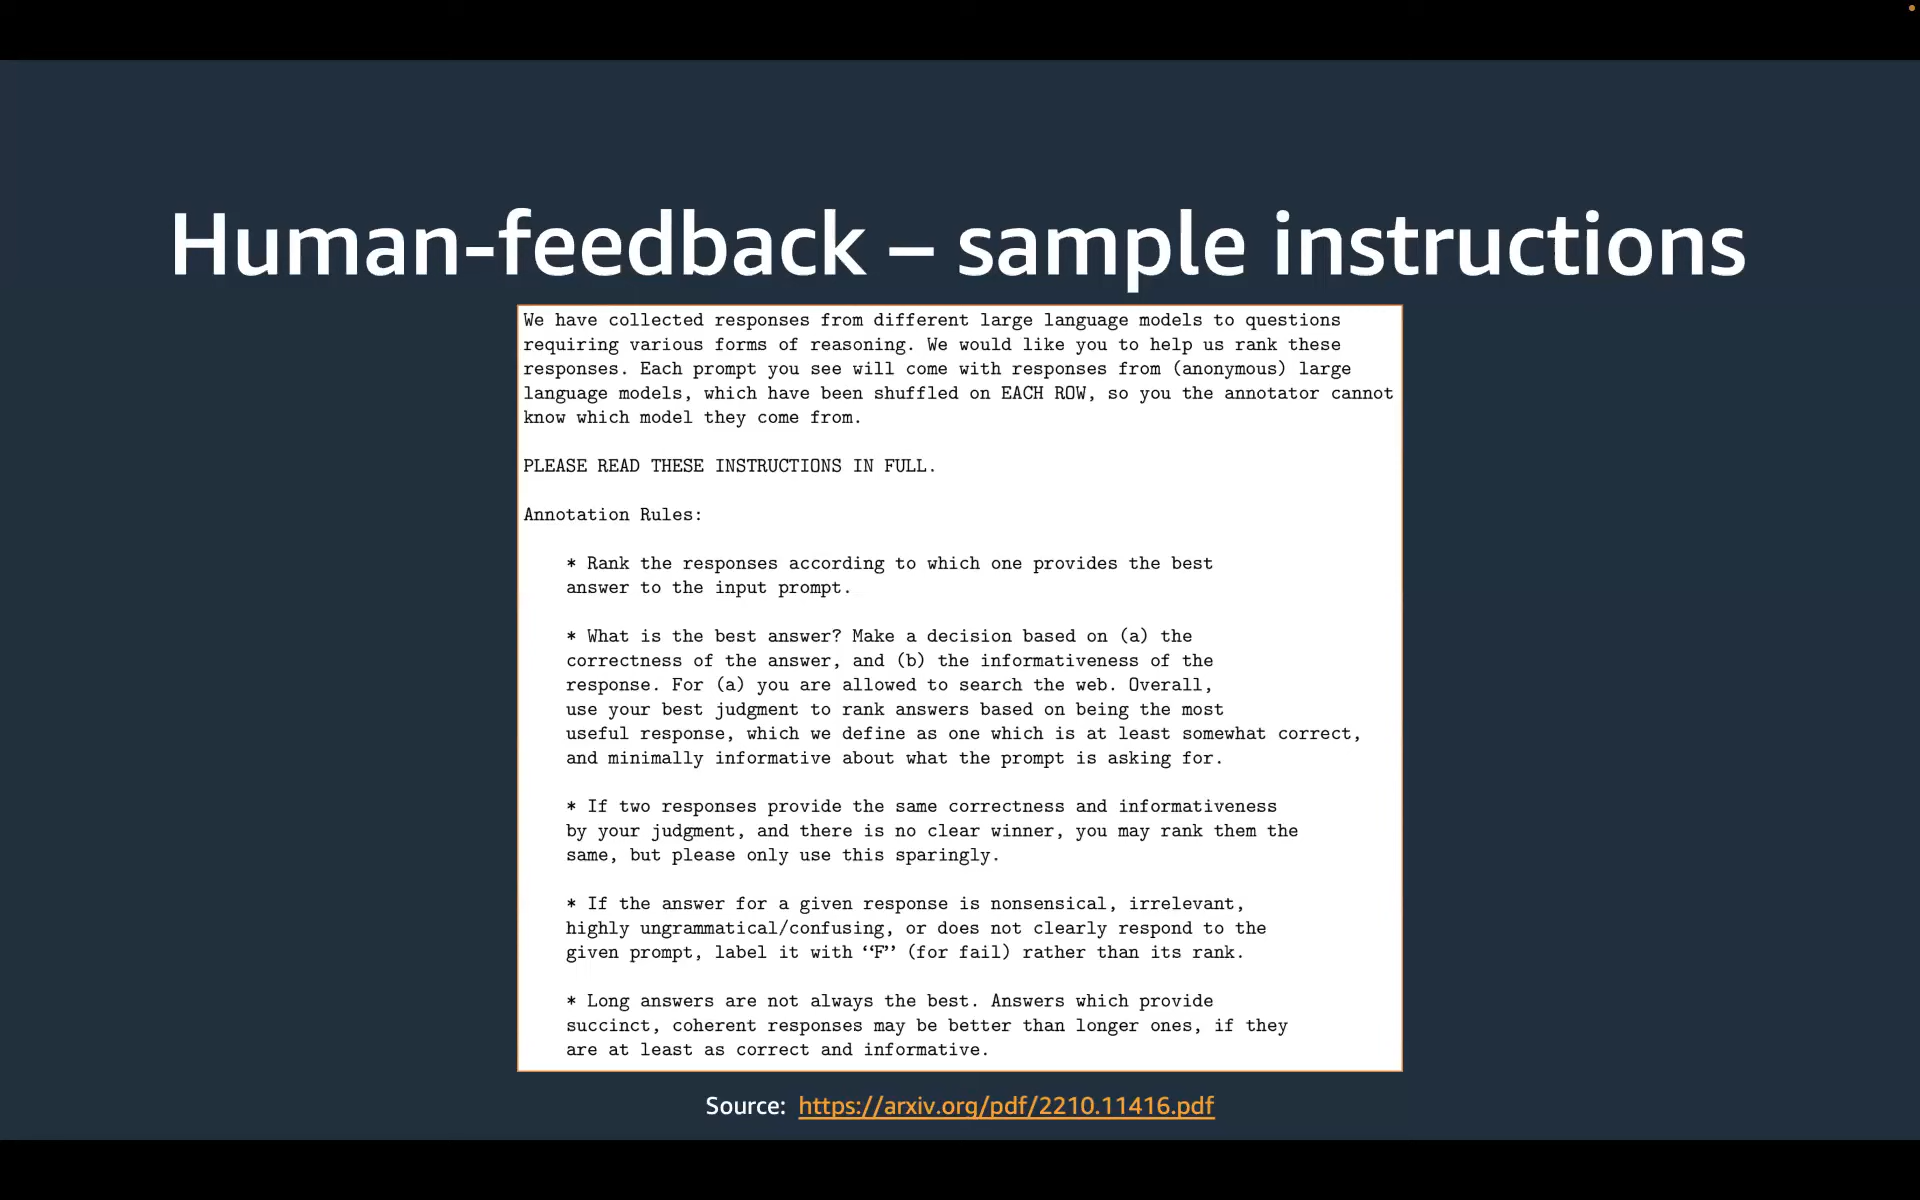 Human-feedback – sample instructions
We have collected responses from different large language models to questions
requiring various forms of reasoning. We would like you to help us rank these
responses. Each prompt you see will come with responses from (anonymous) large
language models, which have been shuffled on EACH ROW, so you the annotator cannot
know which model they come from.
PLEASE READ THESE INSTRUCTIONS IN FULL.
Annotation Rules:
* Rank the responses according to which one provides the best
answer to the input prompt.
* What is the best answer? Make a decision based on (a) the
correctness of the answer, and (b) the informativeness of the
response. For (a) you are allowed to search the web. Overall,
use your best judgment to rank answers based on being the most
useful response, which we define as one which is at least somewhat correct,
and minimally informative about what the prompt is asking for.
* If two responses provide the same correctness and informativeness
by your judgment, and there is no clear winner, you may rank them the
same, but please only use this sparingly.
* If the answer for a given response is nonsensical, irrelevant,
highly ungrammatical/confusing, or does not clearly respond to the
given prompt, label it with “F” (for fail) rather than its rank.
* Long answers are not always the best. Answers which provide
succinct, coherent responses may be better than longer ones, if they
are at least as correct and informative.
Source: https://arxiv.org/pdf/2210.11416.pdf